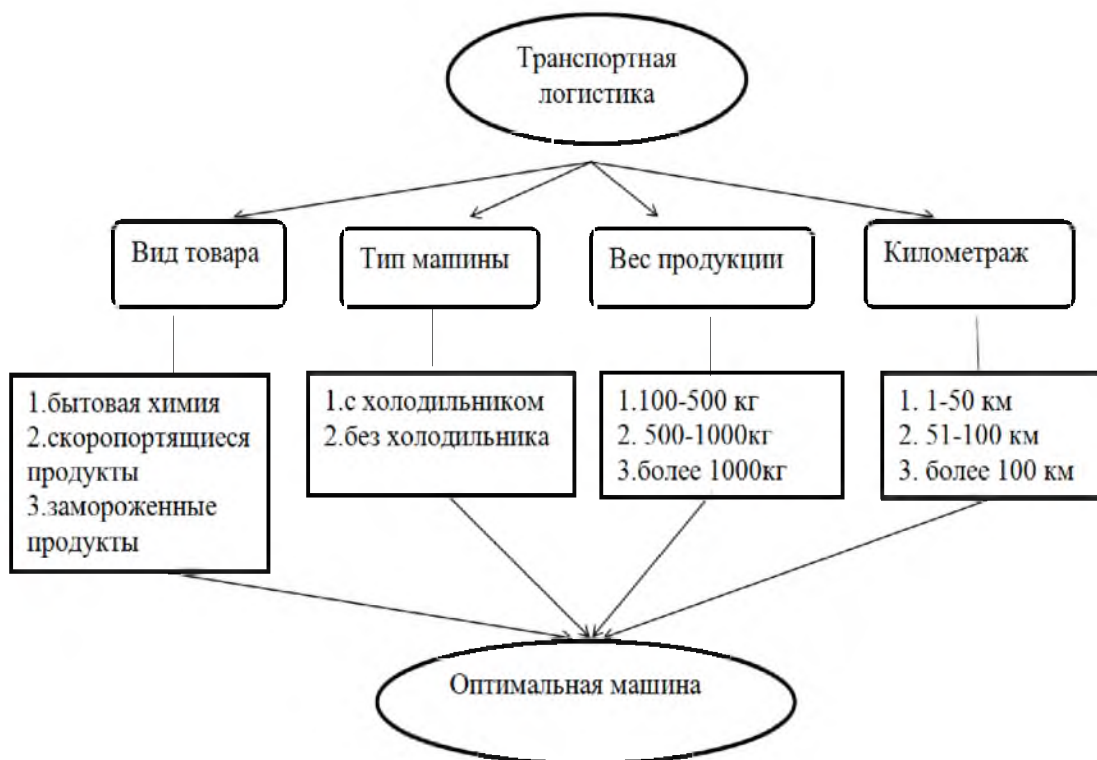 Транспортная
логистика
Вид товара
Тип машины
Вес продукции
Километраж
1.бытовая химия
2.скоропортящиеся
продукты
3.замороженные
продукты
1.с холодильником
2.без холодильника
1.100-500 кг
2. 500-1000кг
3.более 1000кг
1. 1-50 км
2. 51-100 км
3. более 100 км
Оптимальная машина